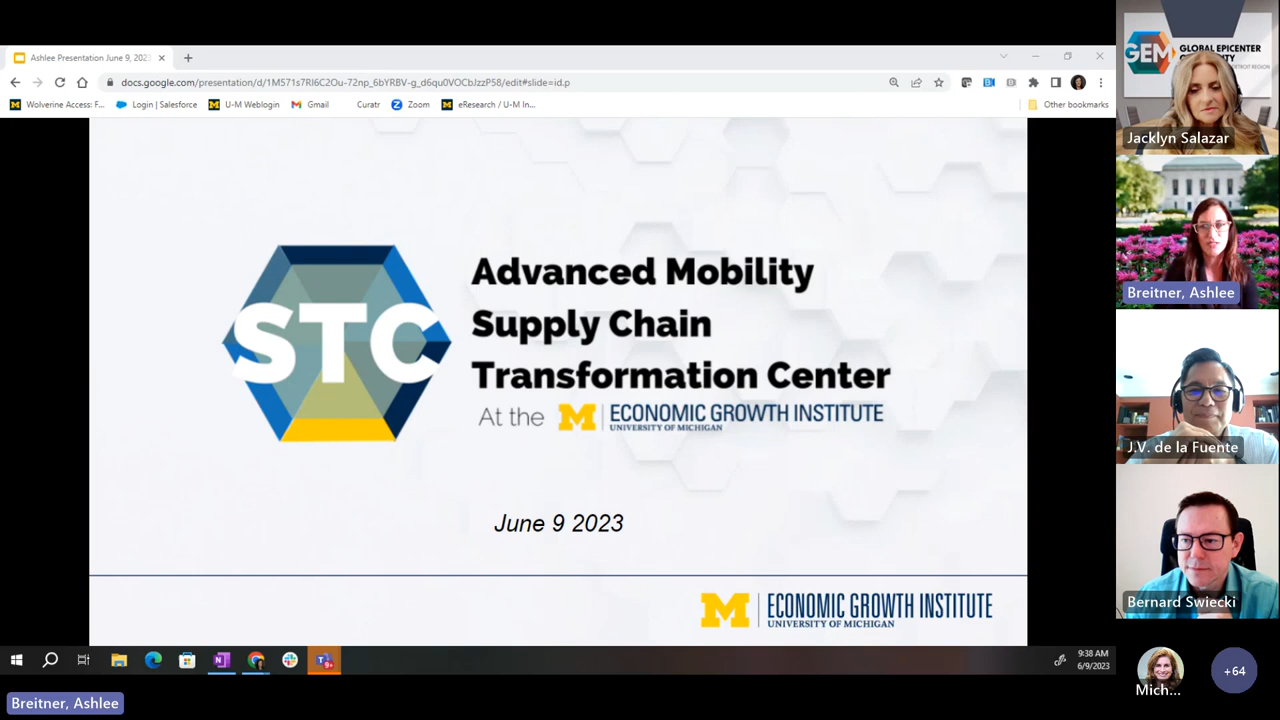 Ashlee Presentation June 9, 2023
docs.google.com/presentation/d/1M571s7Rl6C2Ou-72np_6bYRBV-g_d6qu0VOCbJzzP58/edit#slide=id.p
Wolverine Access: F...
Login | Salesforce
U-M Weblogin
Gmail
Curatr
Zoom
eResearch / U-M In...
Other bookmarks
STC
Advanced Mobility
Supply Chain
Transformation Center
At the M ECONOMIC GROWTH INSTITUTE
UNIVERSITY OF MICHIGAN
June 9 2023
M ECONOMIC GROWTH INSTITUTE
UNIVERSITY OF MICHIGAN
9:38 AM
6/9/2023
Breitner, Ashlee
GEM GLOBAL EPICENTER
DETROIT REGION
Jacklyn Salazar
Breitner, Ashlee
J.V. de la Fuente
Bernard Swiecki
Mich...
+64